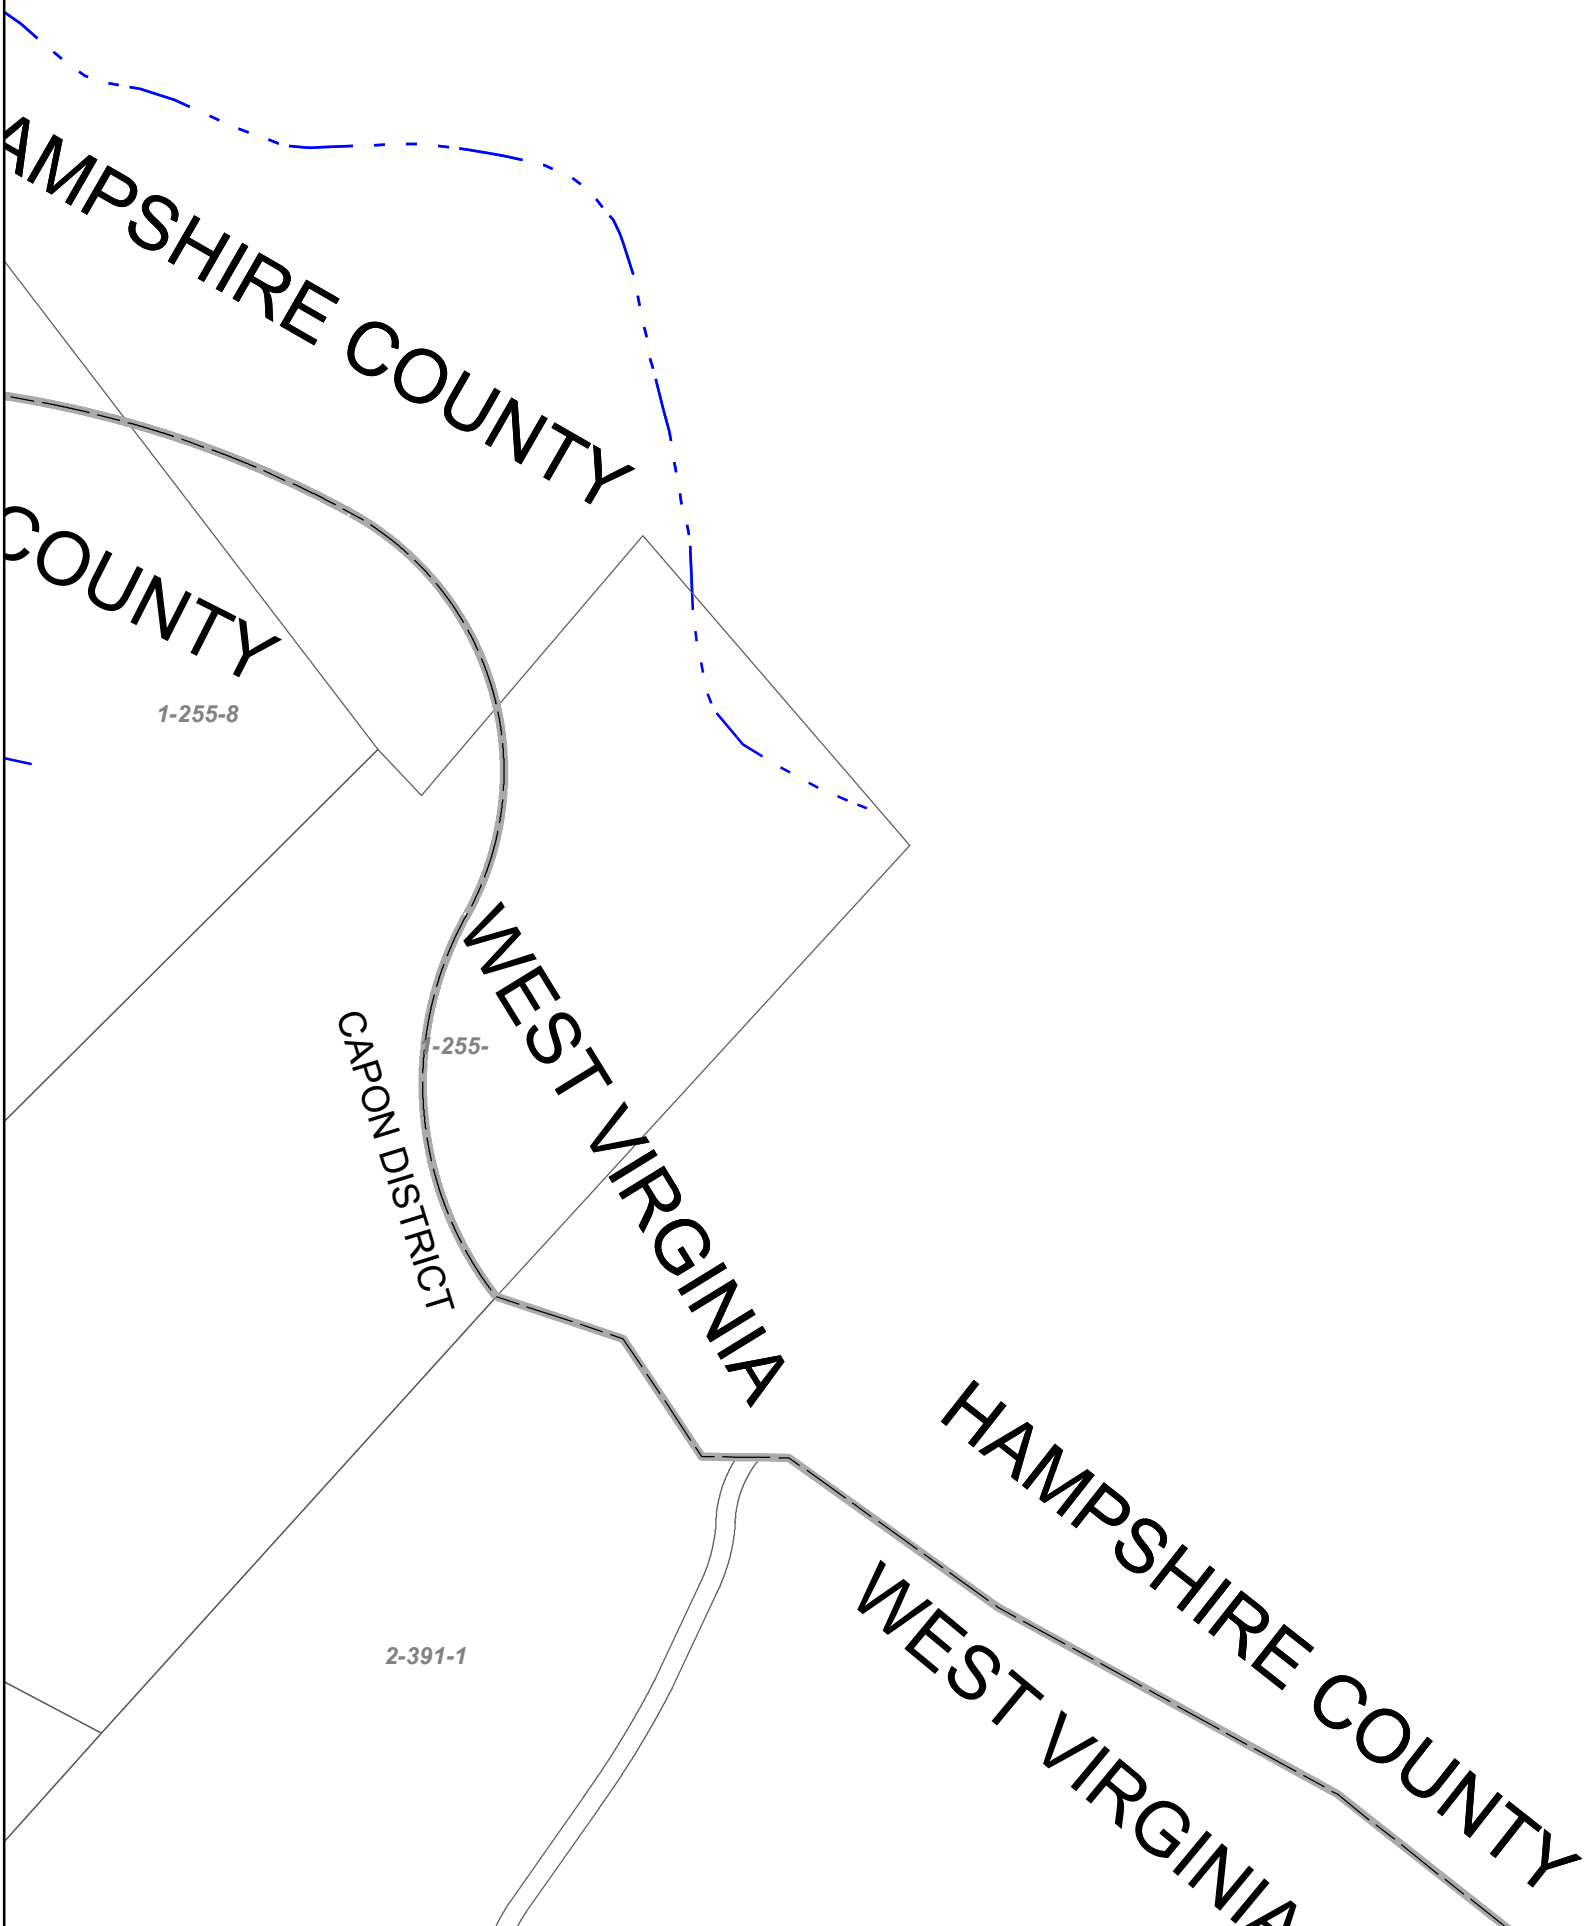 AMPSHIRE COUNTY
COUNTY
1-255-8
WEST VIRGINIA
CAPON DISTRICT
-255-
HAMPSHIRE COUNTY
WEST VIRGINIA
2-391-1